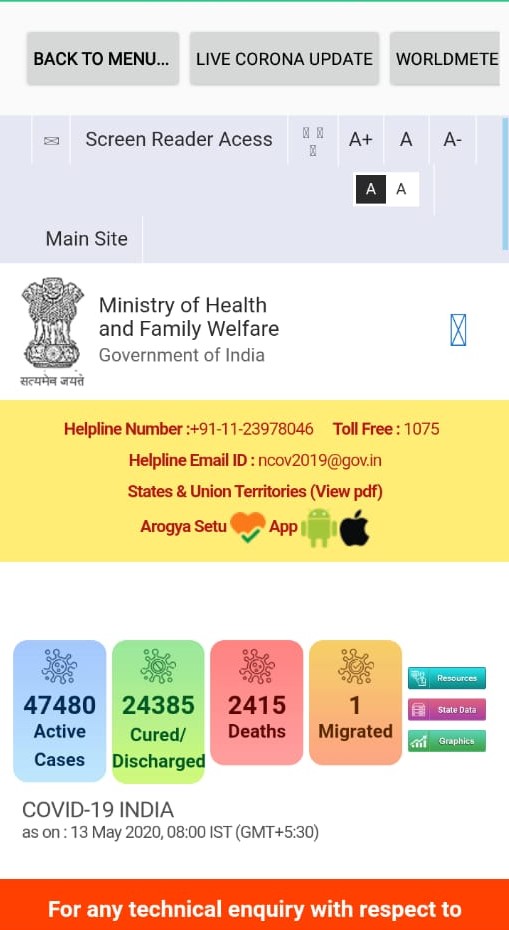 BACK TO MENU...
LIVE CORONA UPDATE
WORLDMETE
Screen Reader Acess
A+
A
A-
A
A
Main Site
Ministry of Health
and Family Welfare
Government of India
सत्यमेव जयते
Helpline Number :+91-11-23978046 Toll Free : 1075
Helpline Email ID : ncov2019@gov.in
States & Union Territories (View pdf)
Arogya Setu App
47480
Active
Cases
24385
Cured/
Discharged
2415
Deaths
1
Migrated
Resources
State Data
Graphics
COVID-19 INDIA
as on : 13 May 2020, 08:00 IST (GMT+5:30)
For any technical enquiry with respect to